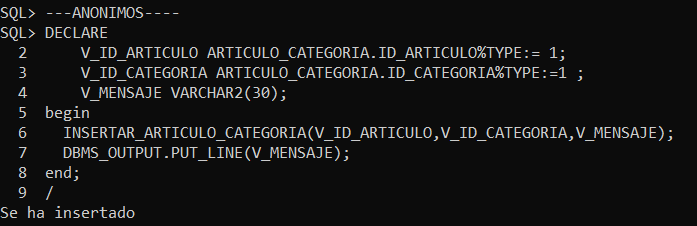 SQL> ---ANONIMOS----
SQL> DECLARE
2 V_ID_ARTICULO ARTICULO_CATEGORIA.ID_ARTICULO%TYPE:= 1;
3 V_ID_CATEGORIA ARTICULO_CATEGORIA.ID_CATEGORIA%TYPE:=1 ;
4 V_MENSAJE VARCHAR2(30);
5 begin
6 INSERTAR_ARTICULO_CATEGORIA(V_ID_ARTICULO,V_ID_CATEGORIA,V_MENSAJE);
7 DBMS_OUTPUT.PUT_LINE(V_MENSAJE);
8 end;
9 /
Se ha insertado